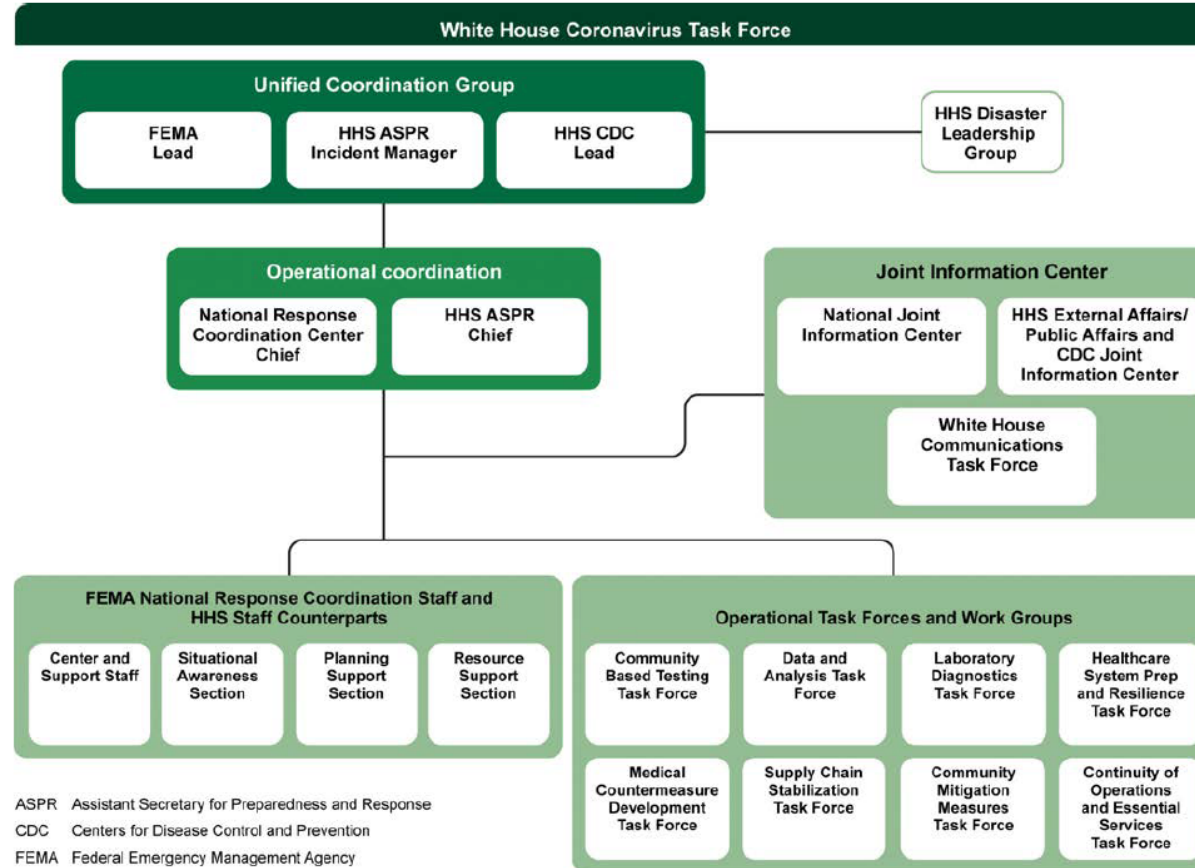 White House Coronavirus Task Force
Unified Coordination Group
FEMA
Lead
HHS ASPR
Incident Manager
HHS CDC
Lead
HHS Disaster
Leadership
Group
Operational coordination
National Response
Coordination Center
Chief
HHS ASPR
Chief
Joint Information Center
National Joint
Information Center
HHS External Affairs/
Public Affairs and
CDC Joint
Information Center
White House
Communications
Task Force
FEMA National Response Coordination Staff and
HHS Staff Counterparts
Center and
Support Staff
Situational
Awareness
Section
Planning
Support
Section
Resource
Support
Section
Operational Task Forces and Work Groups
Community
Based Testing
Task Force
Data and
Analysis Task
Force
Laboratory
Diagnostics
Task Force
Healthcare
System Prep
and Resilience
Task Force
Medical
Countermeasure
Development
Task Force
Supply Chain
Stabilization
Task Force
Community
Mitigation
Measures
Task Force
Continuity of
Operations
and Essential
Services
Task Force
ASPR Assistant Secretary for Preparedness and Response
CDC Centers for Disease Control and Prevention
FEMA Federal Emergency Management Agency